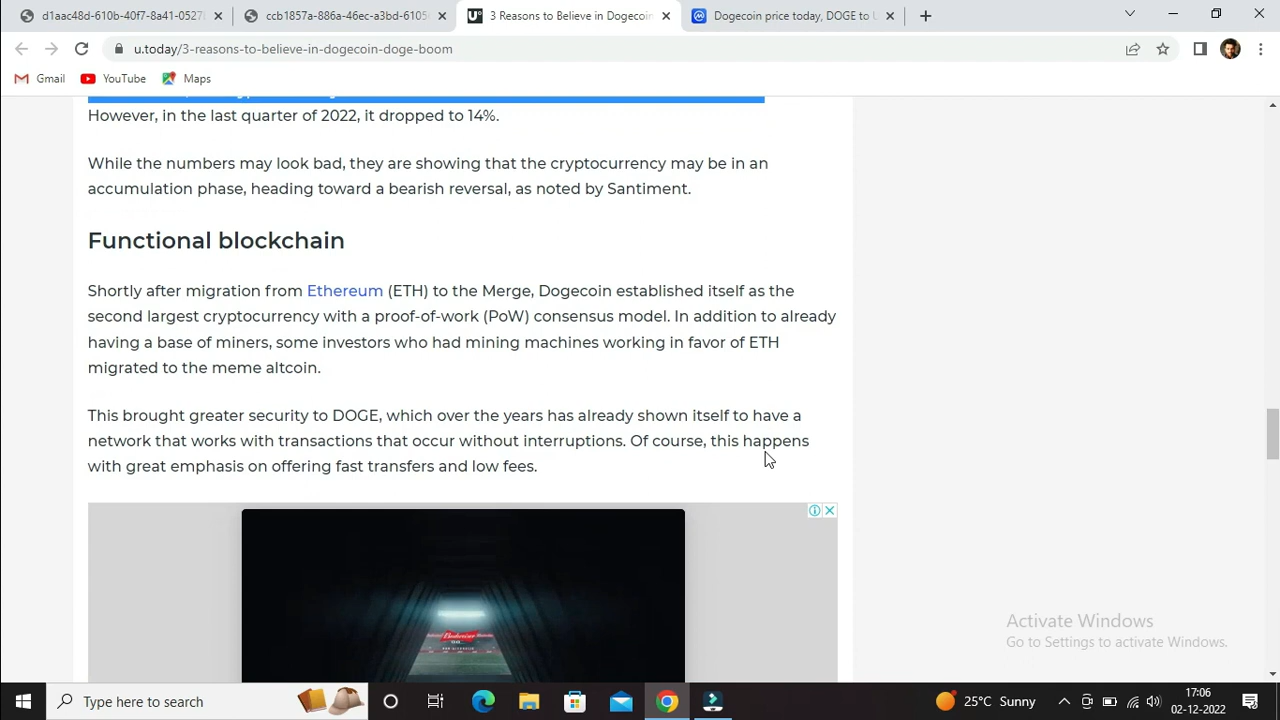 d1aac48d-610b-40f7-8a41-0527
ccb1857a-886a-46ec-a3bd-6105
3 Reasons to Believe in Dogecoin
Dogecoin price today, DOGE to U
u.today/3-reasons-to-believe-in-dogecoin-doge-boom
Gmail
YouTube
Maps
However, in the last quarter of 2022, it dropped to 14%.
While the numbers may look bad, they are showing that the cryptocurrency may be in an
accumulation phase, heading toward a bearish reversal, as noted by Santiment.
Functional blockchain
Shortly after migration from Ethereum (ETH) to the Merge, Dogecoin established itself as the
second largest cryptocurrency with a proof-of-work (PoW) consensus model. In addition to already
having a base of miners, some investors who had mining machines working in favor of ETH
migrated to the meme altcoin.
This brought greater security to DOGE, which over the years has already shown itself to have a
network that works with transactions that occur without interruptions. Of course, this happens
with great emphasis on offering fast transfers and low fees.
Budweiser
Activate Windows
Go to Settings to activate Windows.
Type here to search
25°C Sunny
17:06
02-12-2022